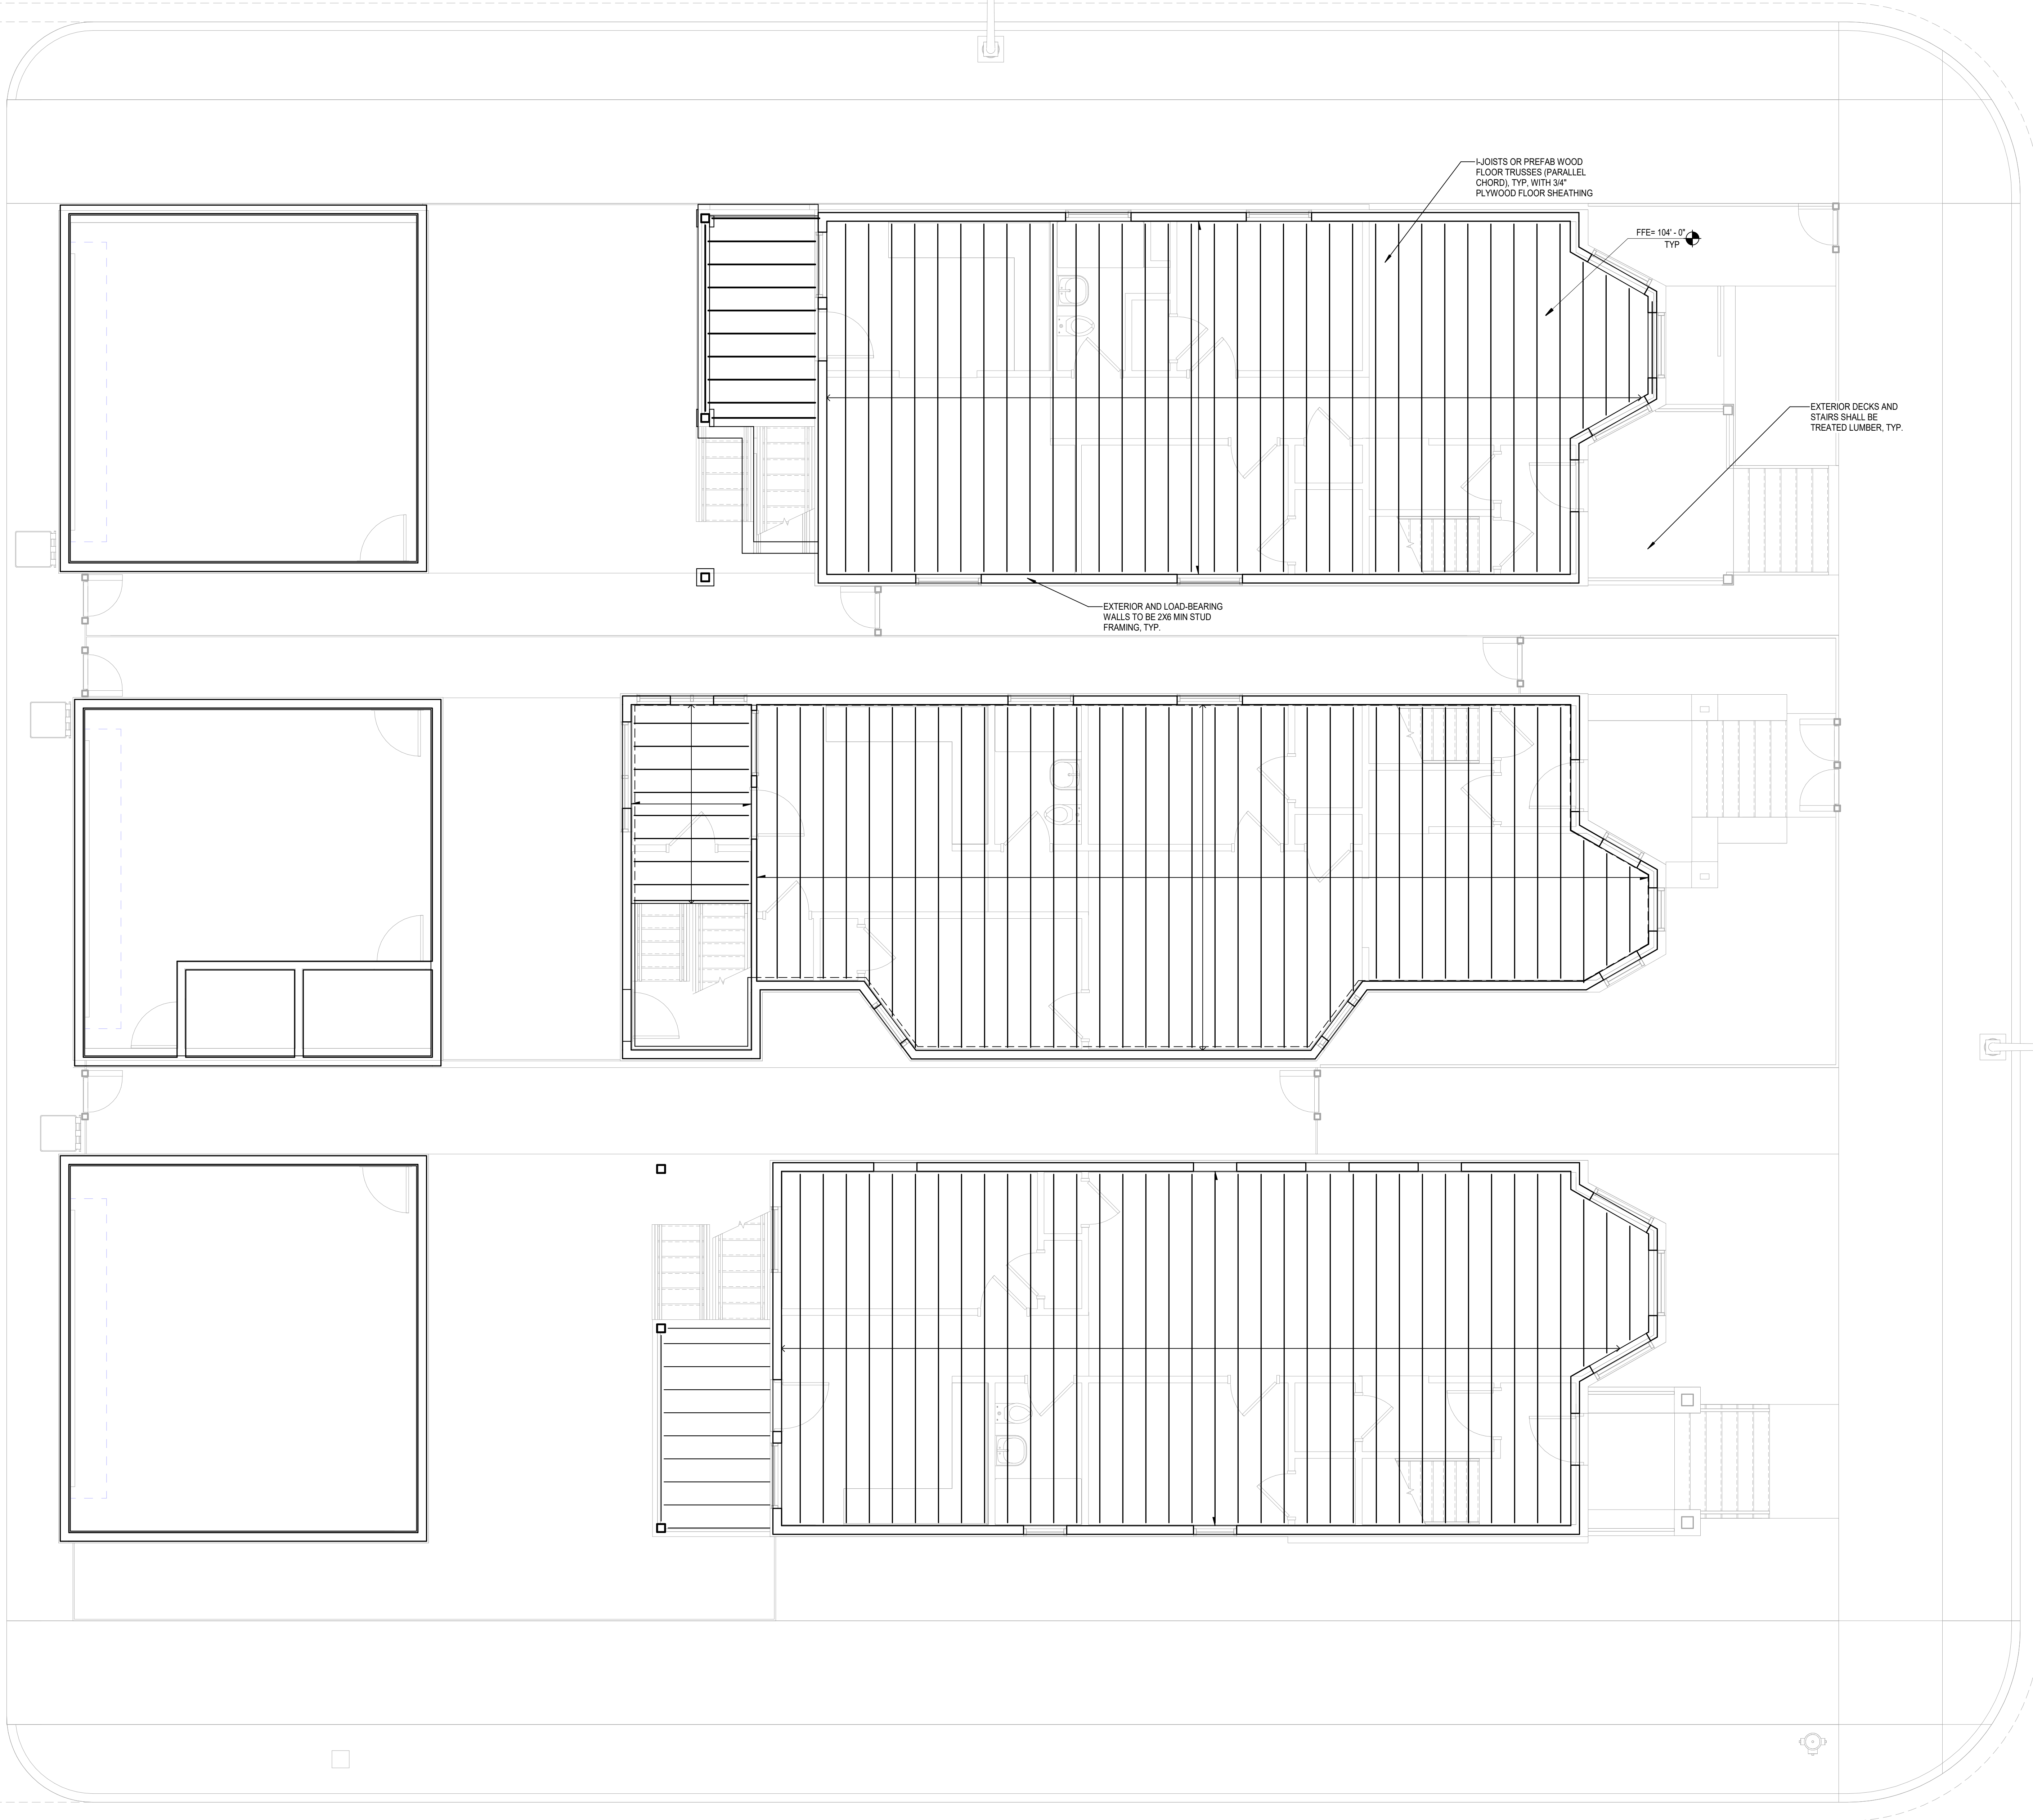 I-JOISTS OR PREFAB WOOD
FLOOR TRUSSES (PARALLEL
CHORD), TYP, WITH 3/4"
PLYWOOD FLOOR SHEATHING
FFE= 104' - 0"
TYP
EXTERIOR DECKS AND
STAIRS SHALL BE
TREATED LUMBER, TYP.
EXTERIOR AND LOAD-BEARING
WALLS TO BE 2X6 MIN STUD
FRAMING, TYP.